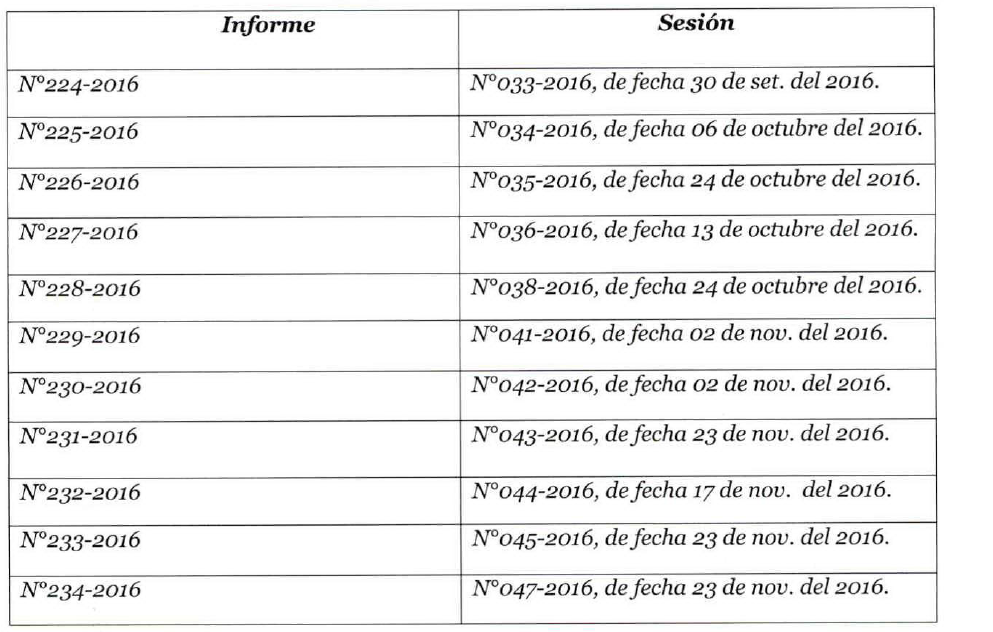 Informe Sesión
N°224-2016 N°033-2016, de fecha 30 de set. del 2016.
N°225-2016 N°034-2016, de fecha 06 de octubre del 2016.
N°226-2016 N°035-2016, de fecha 24 de octubre del 2016.
N°227-2016 N°036-2016, de fecha 13 de octubre del 2016.
N°228-2016 N°038-2016, de fecha 24 de octubre del 2016.
N°229-2016 N°041-2016, de fecha 02 de nov. del 2016.
N°230-2016 N°042-2016, de fecha 02 de nov. del 2016.
N°231-2016 N°043-2016, de fecha 23 de nov. del 2016.
N°232-2016 N°044-2016, de fecha 17 de nov. del 2016.
N°233-2016 N°045-2016, de fecha 23 de nov. del 2016.
N°234-2016 N°047-2016, de fecha 23 de nov. del 2016.